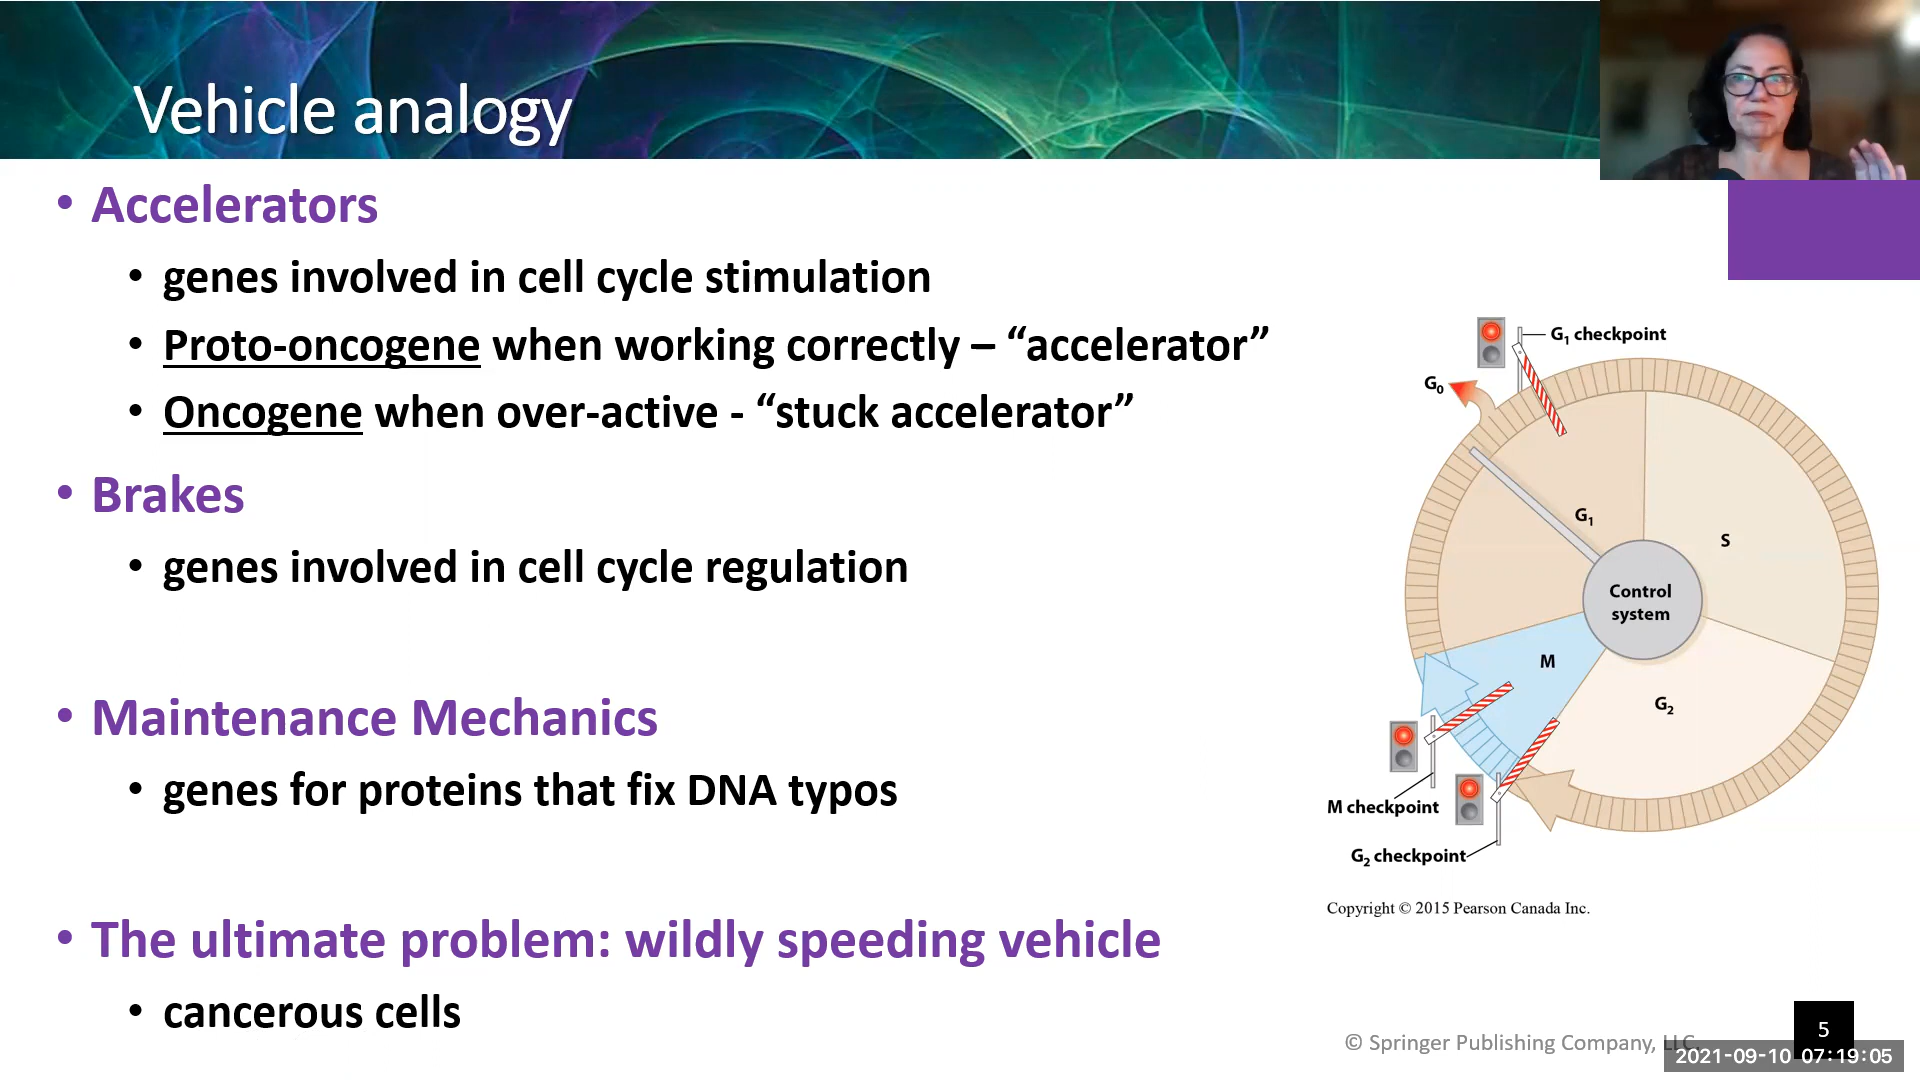 Vehicle analogy
• Accelerators
• genes involved in cell cycle stimulation
• Proto-oncogene when working correctly – “accelerator”
• Oncogene when over-active - “stuck accelerator”
• Brakes
• genes involved in cell cycle regulation
• Maintenance Mechanics
• genes for proteins that fix DNA typos
• The ultimate problem: wildly speeding vehicle
• cancerous cells
G₁ checkpoint
G₀
G₁
S
Control
system
M
G₂
M checkpoint
G₂ checkpoint
Copyright © 2015 Pearson Canada Inc.
© Springer Publishing Company, LLC.
5
2021-09-10 07:19:05